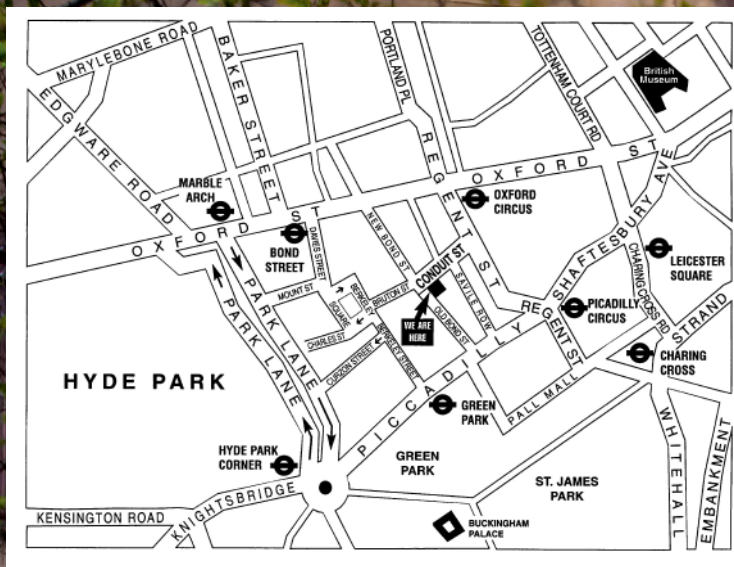 MARYLEBONE ROAD
EDGWARE ROAD
BAKER STREET
PORTLAND PL
REGENT ST
TOTTENHAM COURT RD
British
Museum
OXFORD ST
OXFORD ST
MARBLE
ARCH
BOND
STREET
OXFORD
CIRCUS
SHAFTESBURY AVE
LEICESTER
SQUARE
CHARING CROSS RD
DAVIES STREET
NEW BOND ST
CONDUIT ST
SAVILE ROW
OLD BOND ST
MOUNT ST
BERKELEY
SQUARE
BRUTON ST
CHARLES ST
CURZON STREET
BERKELEY STREET
WE ARE
HERE
REGENT ST
PICADILLY
CIRCUS
STRAND
CHARING
CROSS
PARK LANE
PARK LANE
HYDE PARK
PICCADILLY
PALL MALL
GREEN
PARK
GREEN
PARK
HYDE PARK
CORNER
ST. JAMES
PARK
WHITEHALL
EMBANKMENT
KNIGHTSBRIDGE
KENSINGTON ROAD
BUCKINGHAM
PALACE